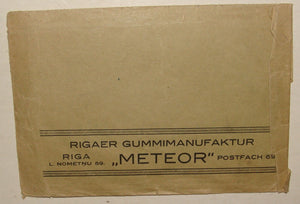 RIGAER GUMMIMANUFAKTUR
RIGA „METEOR“ POSTFACH 69
L. NOMETNU 59.